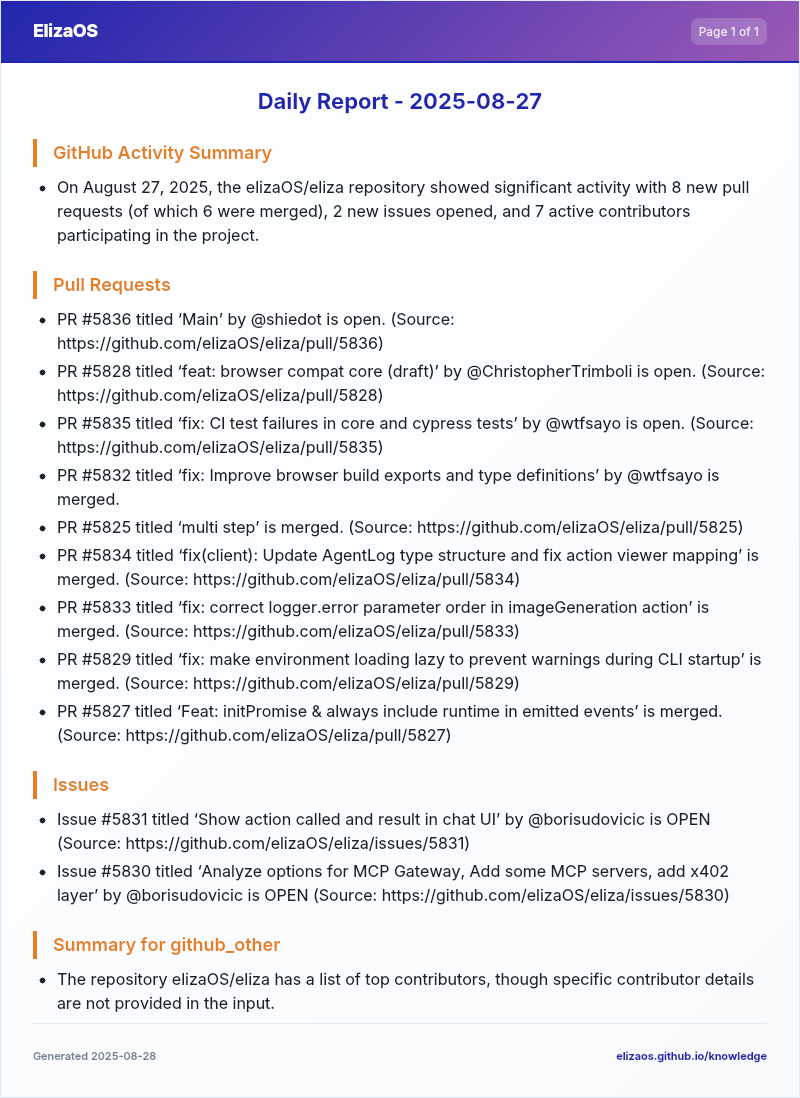 ElizaOS
Page 1 of 1
Daily Report - 2025-08-27
GitHub Activity Summary
• On August 27, 2025, the elizaOS/eliza repository showed significant activity with 8 new pull
requests (of which 6 were merged), 2 new issues opened, and 7 active contributors
participating in the project.
Pull Requests
• PR #5836 titled ‘Main’ by @shiedot is open. (Source:
https://github.com/elizaOS/eliza/pull/5836)
• PR #5828 titled ‘feat: browser compat core (draft)’ by @ChristopherTrimboli is open. (Source:
https://github.com/elizaOS/eliza/pull/5828)
• PR #5835 titled ‘fix: CI test failures in core and cypress tests’ by @wtfsayo is open. (Source:
https://github.com/elizaOS/eliza/pull/5835)
• PR #5832 titled ‘fix: Improve browser build exports and type definitions’ by @wtfsayo is
merged.
• PR #5825 titled ‘multi step’ is merged. (Source: https://github.com/elizaOS/eliza/pull/5825)
• PR #5834 titled ‘fix(client): Update AgentLog type structure and fix action viewer mapping’ is
merged. (Source: https://github.com/elizaOS/eliza/pull/5834)
• PR #5833 titled ‘fix: correct logger.error parameter order in imageGeneration action’ is
merged. (Source: https://github.com/elizaOS/eliza/pull/5833)
• PR #5829 titled ‘fix: make environment loading lazy to prevent warnings during CLI startup’ is
merged. (Source: https://github.com/elizaOS/eliza/pull/5829)
• PR #5827 titled ‘Feat: initPromise & always include runtime in emitted events’ is merged.
(Source: https://github.com/elizaOS/eliza/pull/5827)
Issues
• Issue #5831 titled ‘Show action called and result in chat UI’ by @borisudovicic is OPEN
(Source: https://github.com/elizaOS/eliza/issues/5831)
• Issue #5830 titled ‘Analyze options for MCP Gateway, Add some MCP servers, add x402
layer’ by @borisudovicic is OPEN (Source: https://github.com/elizaOS/eliza/issues/5830)
Summary for github_other
• The repository elizaOS/eliza has a list of top contributors, though specific contributor details
are not provided in the input.
Generated 2025-08-28
elizaos.github.io/knowledge